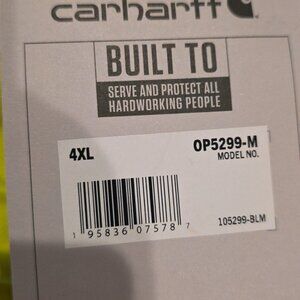 carhartt
BUILT TO
SERVE AND PROTECT ALL
HARDWORKING PEOPLE
4XL
OP5299-M
MODEL NO.
1 95836 07578 7
105299-BLM